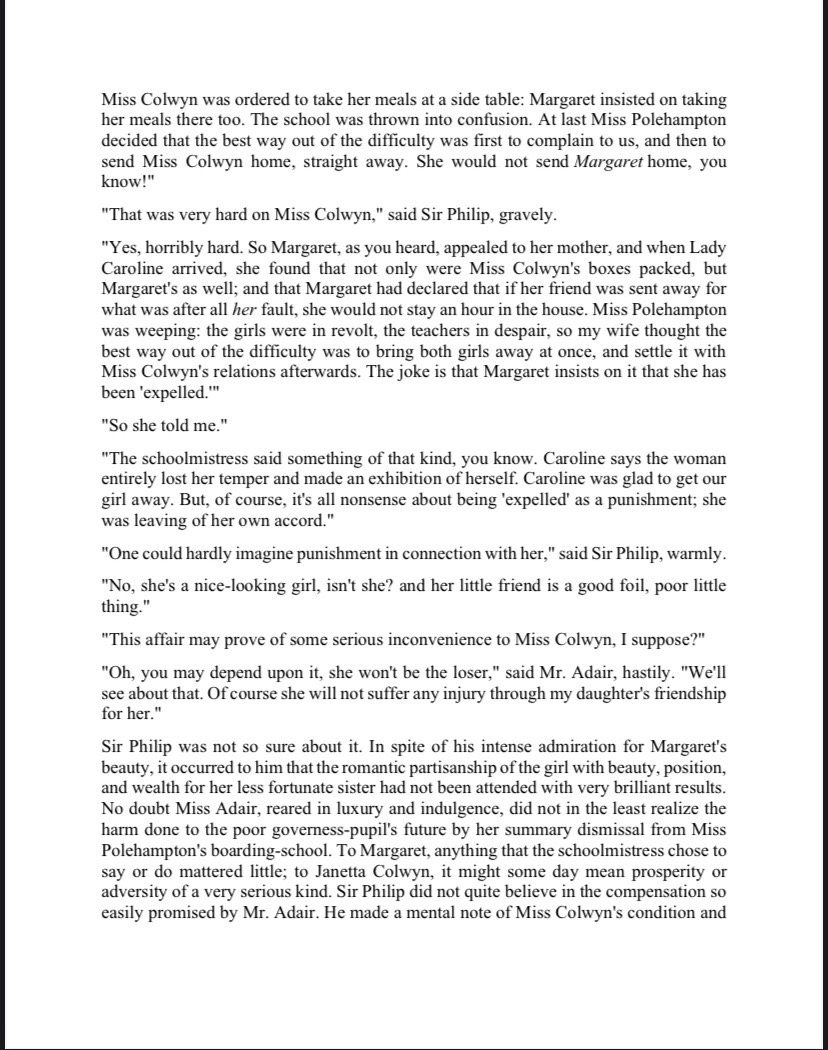 Miss Colwyn was ordered to take her meals at a side table: Margaret insisted on taking
her meals there too. The school was thrown into confusion. At last Miss Polehampton
decided that the best way out of the difficulty was first to complain to us, and then to
send Miss Colwyn home, straight away. She would not send Margaret home, you
know!"
"That was very hard on Miss Colwyn," said Sir Philip, gravely.
"Yes, horribly hard. So Margaret, as you heard, appealed to her mother, and when Lady
Caroline arrived, she found that not only were Miss Colwyn's boxes packed, but
Margaret's as well; and that Margaret had declared that if her friend was sent away for
what was after all her fault, she would not stay an hour in the house. Miss Polehampton
was weeping: the girls were in revolt, the teachers in despair, so my wife thought the
best way out of the difficulty was to bring both girls away at once, and settle it with
Miss Colwyn's relations afterwards. The joke is that Margaret insists on it that she has
been 'expelled.'"
"So she told me."
"The schoolmistress said something of that kind, you know. Caroline says the woman
entirely lost her temper and made an exhibition of herself. Caroline was glad to get our
girl away. But, of course, it's all nonsense about being 'expelled' as a punishment; she
was leaving of her own accord."
"One could hardly imagine punishment in connection with her," said Sir Philip, warmly.
"No, she's a nice-looking girl, isn't she? and her little friend is a good foil, poor little
thing."
"This affair may prove of some serious inconvenience to Miss Colwyn, I suppose?"
"Oh, you may depend upon it, she won't be the loser," said Mr. Adair, hastily. "We'll
see about that. Of course she will not suffer any injury through my daughter's friendship
for her."
Sir Philip was not so sure about it. In spite of his intense admiration for Margaret's
beauty, it occurred to him that the romantic partisanship of the girl with beauty, position,
and wealth for her less fortunate sister had not been attended with very brilliant results.
No doubt Miss Adair, reared in luxury and indulgence, did not in the least realize the
harm done to the poor governess-pupil's future by her summary dismissal from Miss
Polehampton's boarding-school. To Margaret, anything that the schoolmistress chose to
say or do mattered little; to Janetta Colwyn, it might some day mean prosperity or
adversity of a very serious kind. Sir Philip did not quite believe in the compensation so
easily promised by Mr. Adair. He made a mental note of Miss Colwyn's condition and